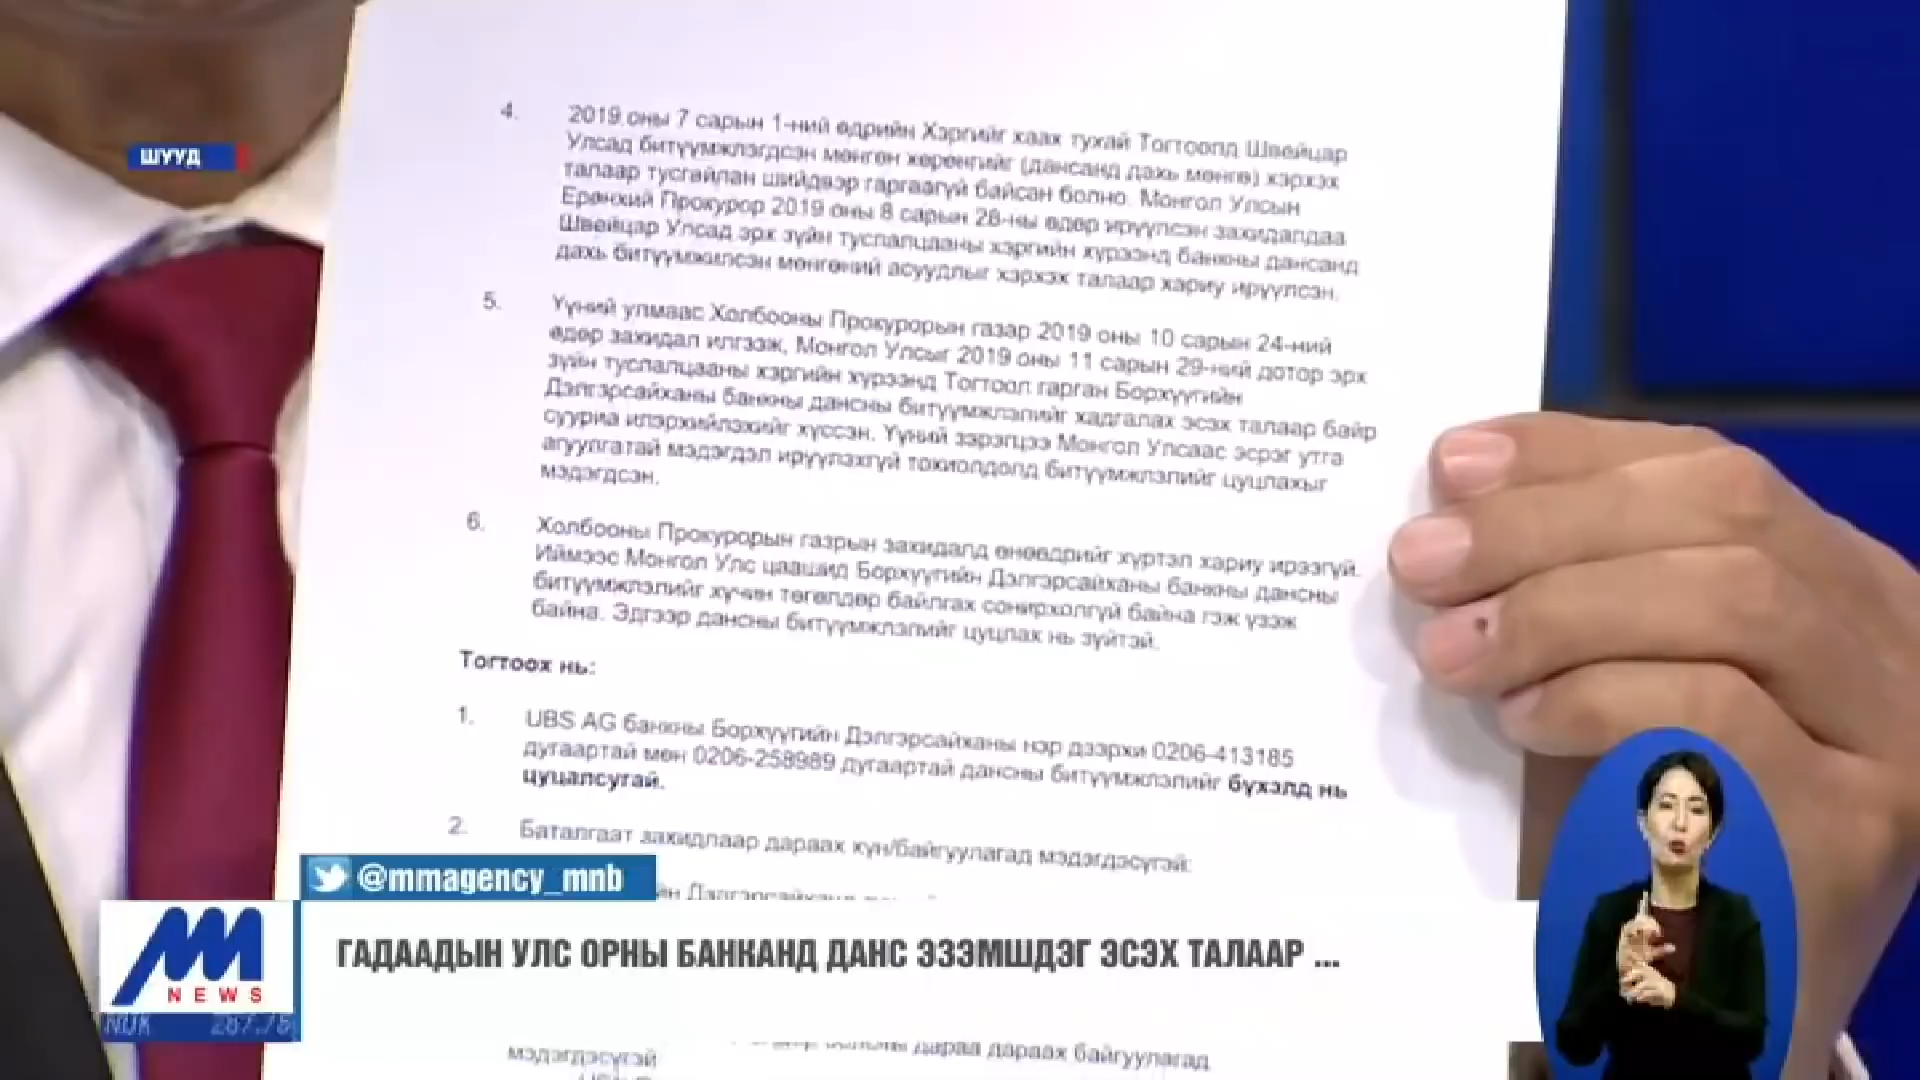 4. 2019 оны 7 сарын 1-ний өдрийн Хэргийг хаах тухай Тогтоолд Швейцар
Улсад битүүмжлэгдсэн мөнгөн хөрөнгийг (дансанд дахь мөнгө) хэрхэх
талаар тусгайлан шийдвэр гаргаагүй байсан болно. Монгол Улсын
Ерөнхий Прокурор 2019 оны 8 сарын 28-ны өдөр ирүүлсэн захидалдаа
Швейцар Улсад эрх зүйн туслалцааны хэргийн хүрээнд банкны дансанд
дахь битүүмжилсэн мөнгөний асуудлыг хэрхэх талаар хариу ирүүлсэн.
5. Үүний улмаас Холбооны Прокурорын газар 2019 оны 10 сарын 24-ний
өдөр захидал илгээж, Монгол Улсыг 2019 оны 11 сарын 29-ний дотор эрх
зүйн туслалцааны хэргийн хүрээнд Тогтоол гарган Борхүүгийн
Дэлгэрсайханы банкны дансны битүүмжлэлийг хадгалах эсэх талаар байр
сууриа илэрхийлэхийг хүссэн. Үүний зэрэгцээ Монгол Улсаас эсрэг утга
агуулгатай мэдэгдэл ирүүлэхгүй тохиолдолд битүүмжлэлийг цуцлахыг
мэдэгдсэн.
6. Холбооны Прокурорын газрын захидалд өнөөдрийг хүртэл хариу ирээгүй.
Иймээс Монгол Улс цаашид Борхүүгийн Дэлгэрсайханы банкны дансны
битүүмжлэлийг хүчин төгөлдөр байлгах сонирхолгүй байна гэж үзэж
байна. Эдгээр дансны битүүмжлэлийг цуцлах нь зүйтэй.
Тогтоох нь:
1. UBS AG банкны Борхүүгийн Дэлгэрсайханы нэр дээрхи 0206-413185
дугаартай мөн 0206-258989 дугаартай дансны битүүмжлэлийг бүхэлд нь
цуцалсугай.
2. Баталгаат захидлаар дараах хүн/байгуулагад мэдэгдэсүгэй:
дараа дараах байгуулагад
мэдэгдэсүгэй
ШУУД
@mmagency_mnb
ГАДААДЫН УЛС ОРНЫ БАНКАНД ДАНС ЭЗЭМШДЭГ ЭСЭХ ТАЛААР ...
MM
NEWS